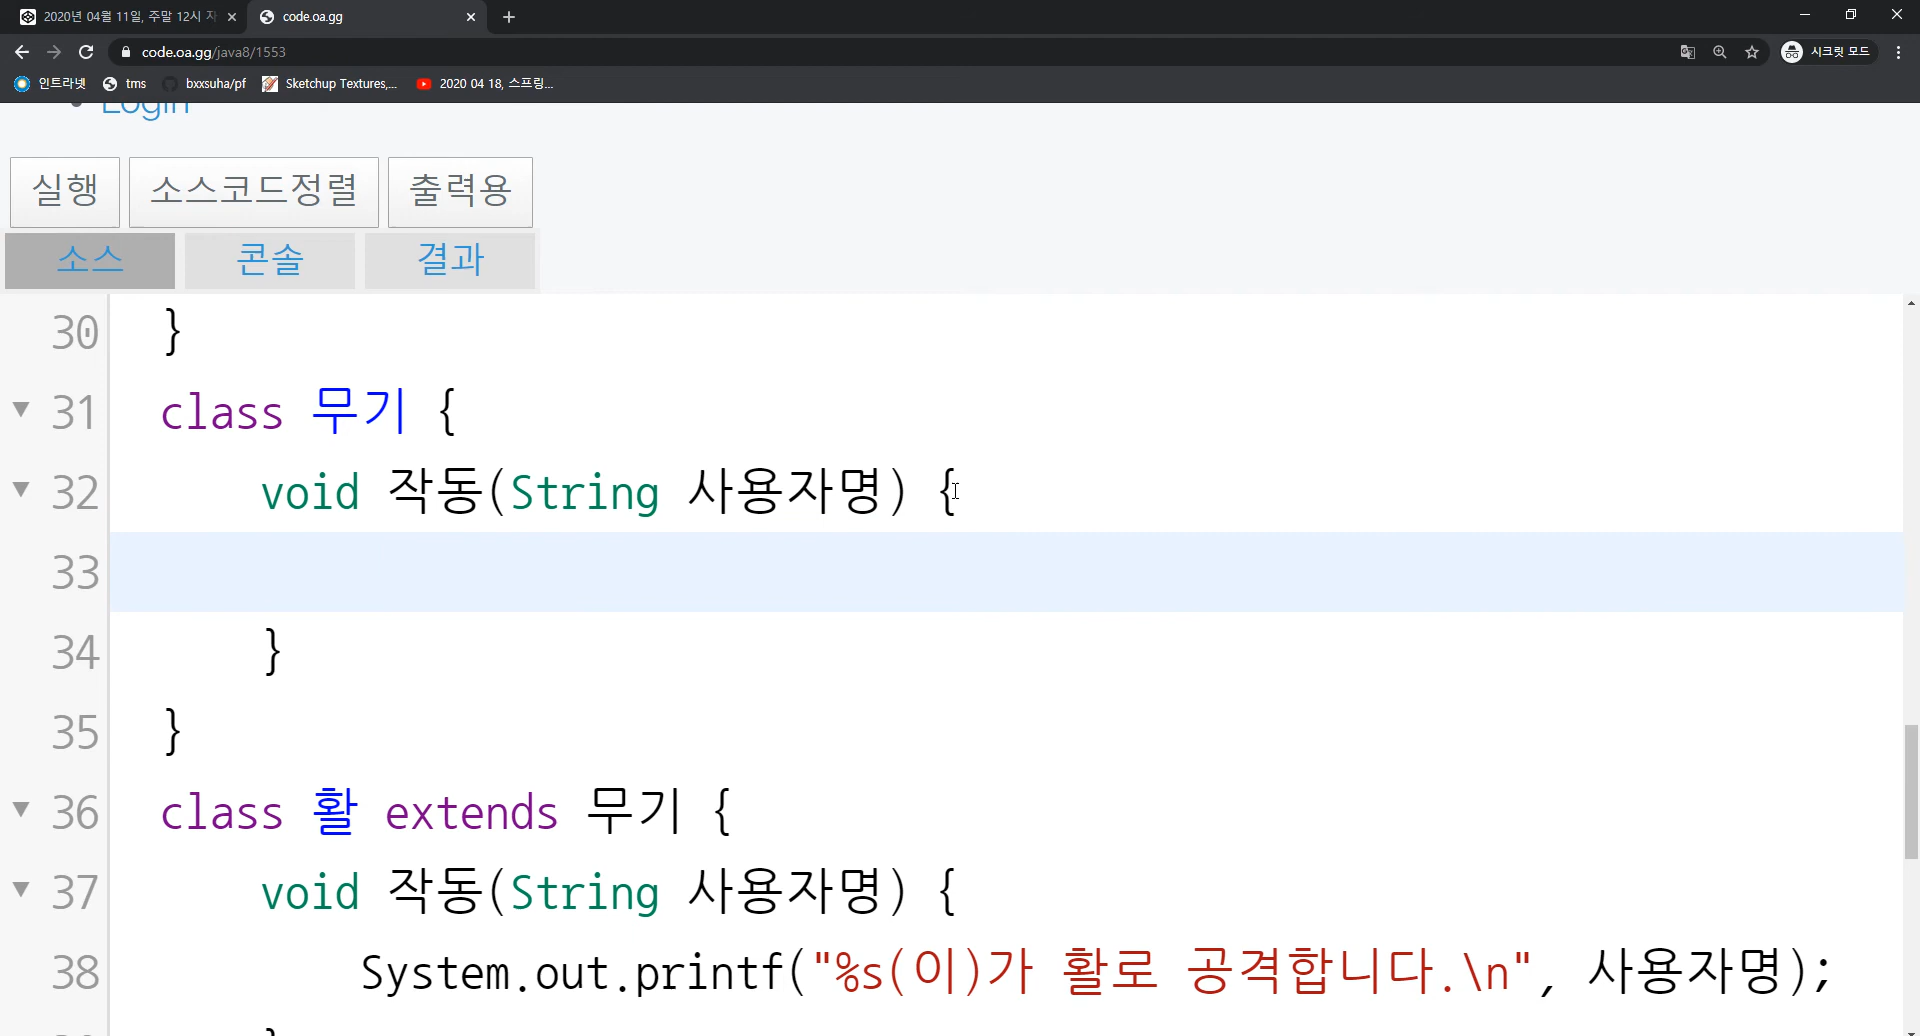 2020년 04월 11일, 주말 12시 자
code.oa.gg
code.oa.gg/java8/1553
시크릿 모드
인트라넷
tms
bxxsuha/pf
Sketchup Textures,...
2020 04 18, 스프링...
Login
실행
소스코드정렬
출력용
소스
콘솔
결과
30 }
31 class 무기 {
32 void 작동(String 사용자명) {
33
34 }
35 }
36 class 활 extends 무기 {
37 void 작동(String 사용자명) {
38 System.out.printf("%s(이)가 활로 공격합니다.\n", 사용자명);